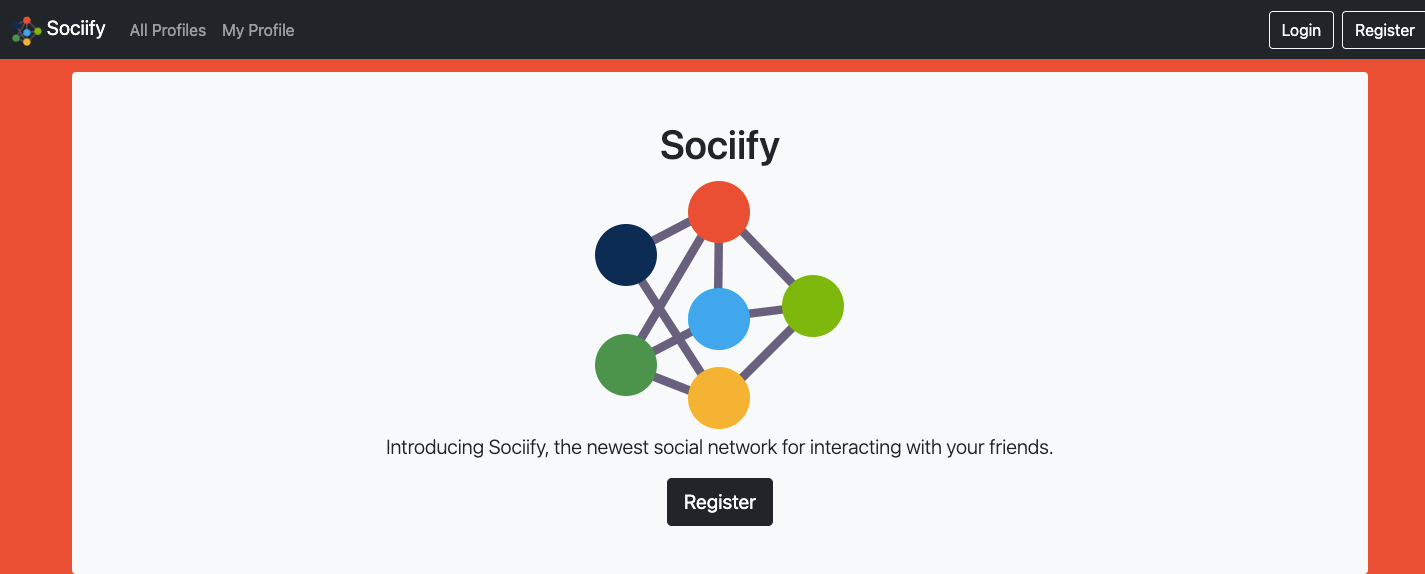 Sociify All Profiles My Profile Login Register
Sociify
Introducing Sociify, the newest social network for interacting with your friends.
Register